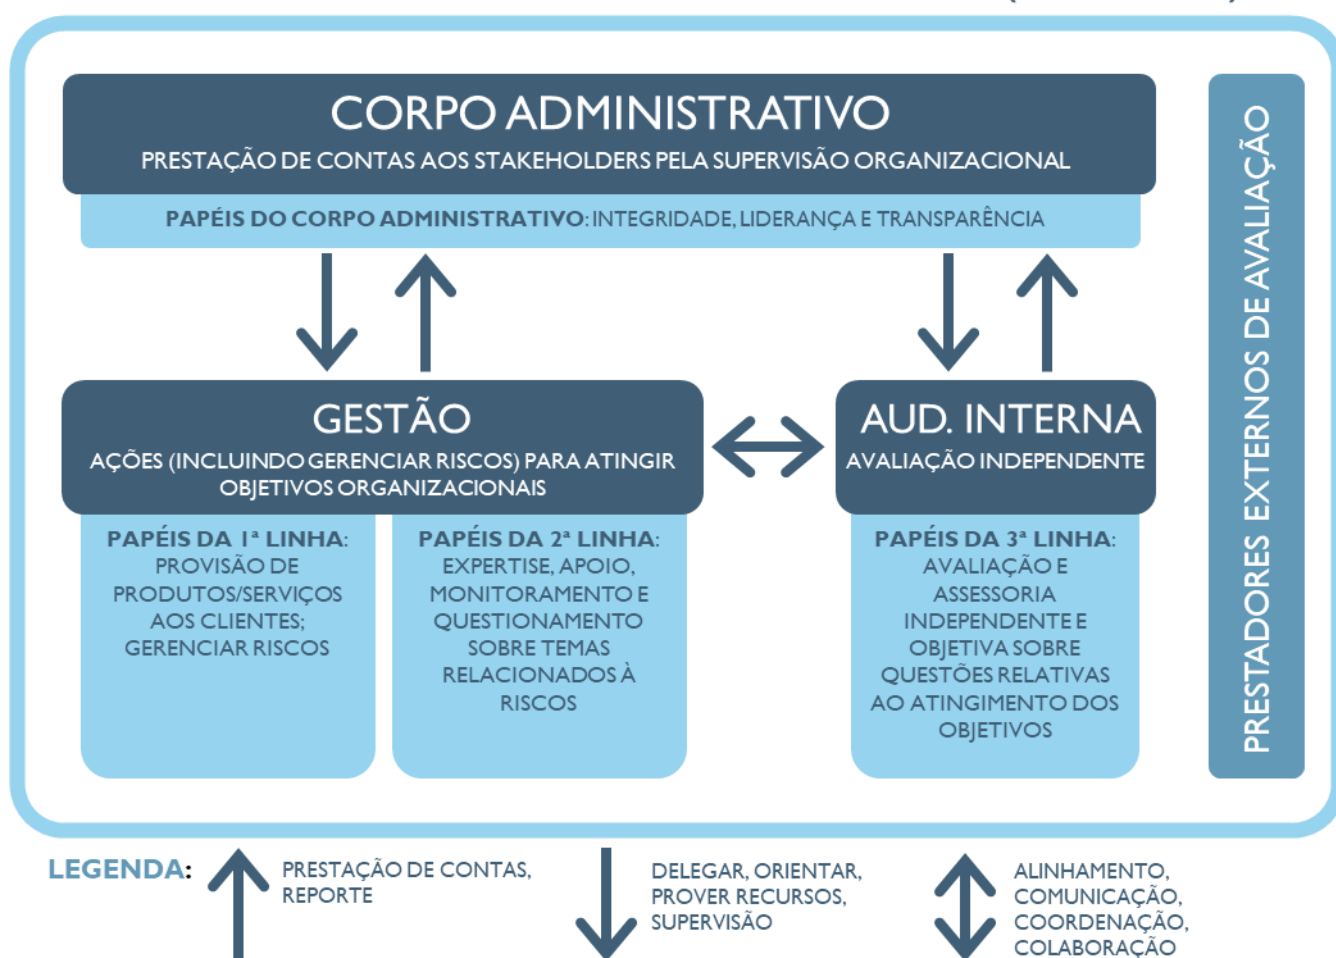 CORPO ADMINISTRATIVO
PRESTAÇÃO DE CONTAS AOS STAKEHOLDERS PELA SUPERVISÃO ORGANIZACIONAL
PAPÉIS DO CORPO ADMINISTRATIVO: INTEGRIDADE, LIDERANÇA E TRANSPARÊNCIA
GESTÃO
AÇÕES (INCLUINDO GERENCIAR RISCOS) PARA ATINGIR
OBJETIVOS ORGANIZACIONAIS
PAPÉIS DA 1ª LINHA:
PROVISÃO DE
PRODUTOS/SERVIÇOS
AOS CLIENTES;
GERENCIAR RISCOS
PAPÉIS DA 2ª LINHA:
EXPERTISE, APOIO,
MONITORAMENTO E
QUESTIONAMENTO
SOBRE TEMAS
RELACIONADOS À
RISCOS
AUD. INTERNA
AVALIAÇÃO INDEPENDENTE
PAPÉIS DA 3ª LINHA:
AVALIAÇÃO E
ASSESSORIA
INDEPENDENTE E
OBJETIVA SOBRE
QUESTÕES RELATIVAS
AO ATINGIMENTO DOS
OBJETIVOS
PRESTADORES EXTERNOS DE AVALIAÇÃO
LEGENDA:
PRESTAÇÃO DE CONTAS,
REPORTE
DELEGAR, ORIENTAR,
PROVER RECURSOS,
SUPERVISÃO
ALINHAMENTO,
COMUNICAÇÃO,
COORDENAÇÃO,
COLABORAÇÃO